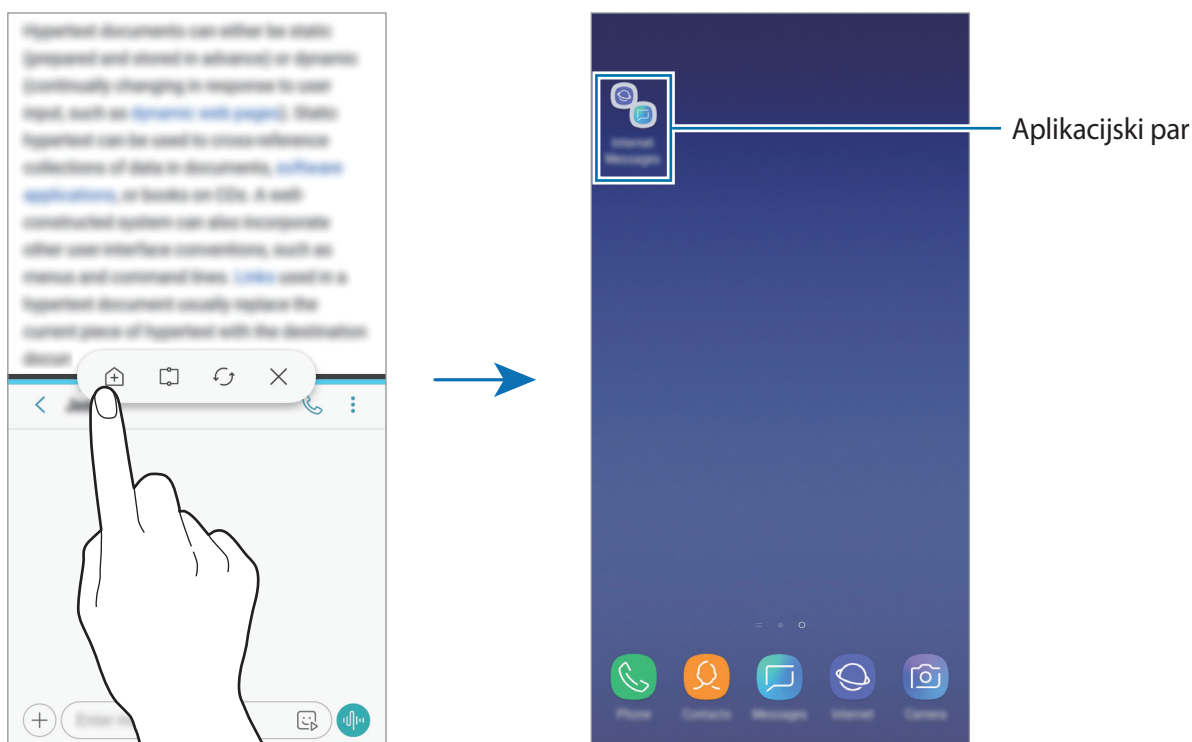 Hypertext documents can either be static
(prepared and stored in advance) or dynamic
(continually changing in response to user
input, such as dynamic web pages). Static
hypertext can be used to cross-reference
collections of data in documents, software
applications, or books on CDs. A well-
constructed system can also incorporate
other user-interface conventions, such as
menus and command lines. Links used in a
hypertext document usually replace the
current piece of hypertext with the destination
docum
Enter
Internet
Messages
Aplikacijski par
Phone Contacts Messages Internet Camera